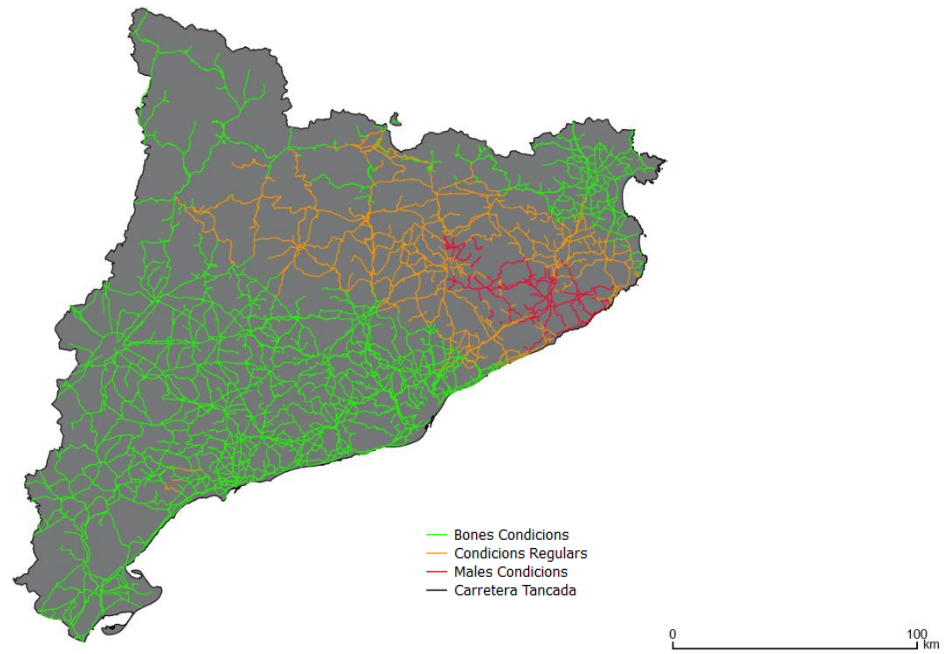 Bones Condicions
Condicions Regulars
Males Condicions
Carretera Tancada
0 100
km